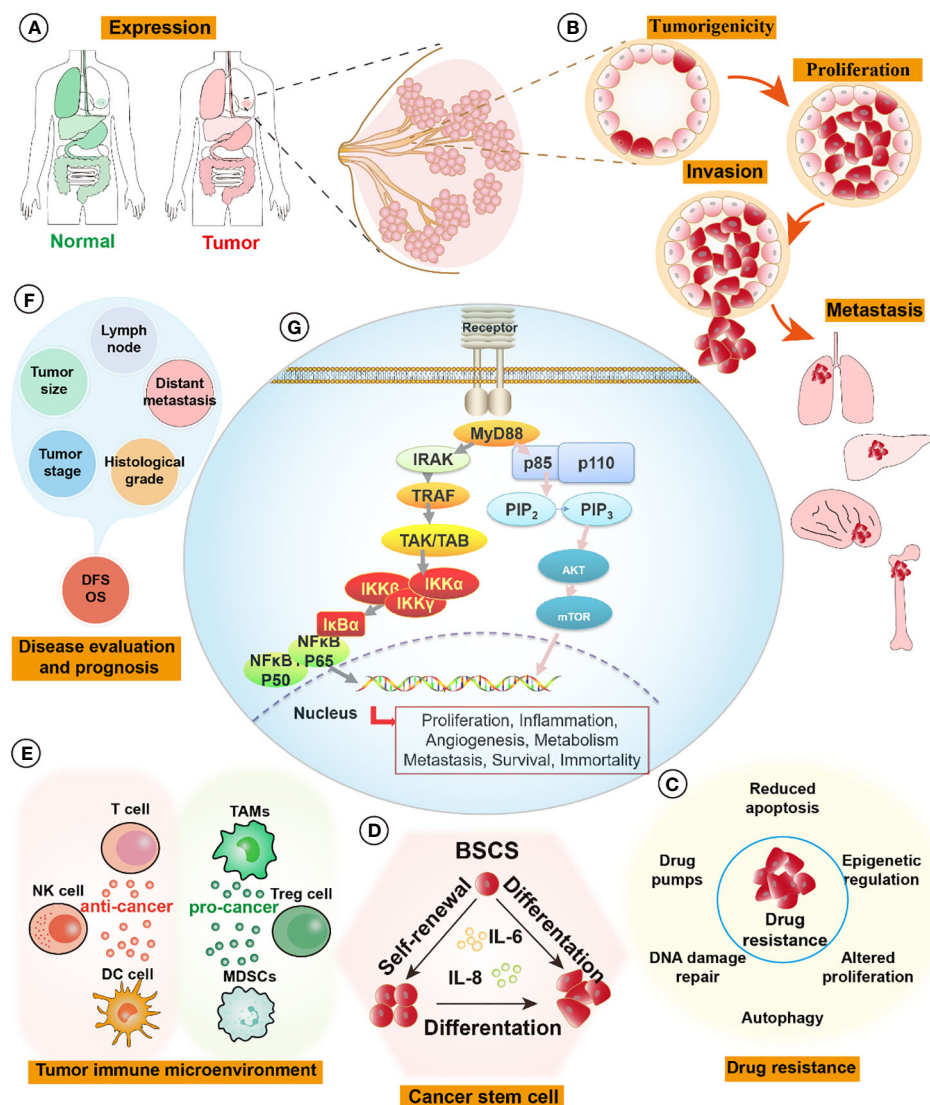 A
Expression
Normal
Tumor
B
Tumorigenicity
Proliferation
Invasion
Metastasis
F
Lymph
node
Tumor
size
Distant
metastasis
Tumor
stage
Histological
grade
DFS
OS
Disease evaluation
and prognosis
G
Receptor
MyD88
IRAK
p85
p110
TRAF
PIP2
PIP3
TAK/TAB
AKT
IKKβ
IKKα
IKKγ
mTOR
IκBα
NFκB
P65
NFκB
P50
Nucleus
Proliferation, Inflammation,
Angiogenesis, Metabolism
Metastasis, Survival, Immortality
E
T cell
TAMs
NK cell
anti-cancer
pro-cancer
Treg cell
DC cell
MDSCs
Tumor immune microenvironment
D
BSCS
Self-renewal
Differentation
IL-6
IL-8
Differentation
Cancer stem cell
C
Reduced
apoptosis
Drug
pumps
Epigenetic
regulation
Drug
resistance
DNA damage
repair
Altered
proliferation
Autophagy
Drug resistance